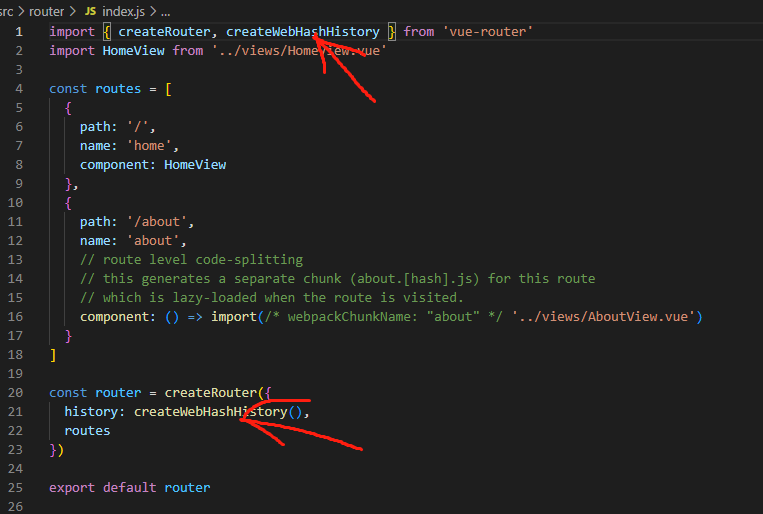 src > router > JS index.js > ...
1 import { createRouter, createWebHashHistory } from 'vue-router'
2 import HomeView from '../views/HomeView.vue'
3
4 const routes = [
5 {
6 path: '/',
7 name: 'home',
8 component: HomeView
9 },
10 {
11 path: '/about',
12 name: 'about',
13 // route level code-splitting
14 // this generates a separate chunk (about.[hash].js) for this route
15 // which is lazy-loaded when the route is visited.
16 component: () => import(/* webpackChunkName: "about" */ '../views/AboutView.vue')
17 }
18 ]
19
20 const router = createRouter({
21 history: createWebHashHistory(),
22 routes
23 })
24
25 export default router
26